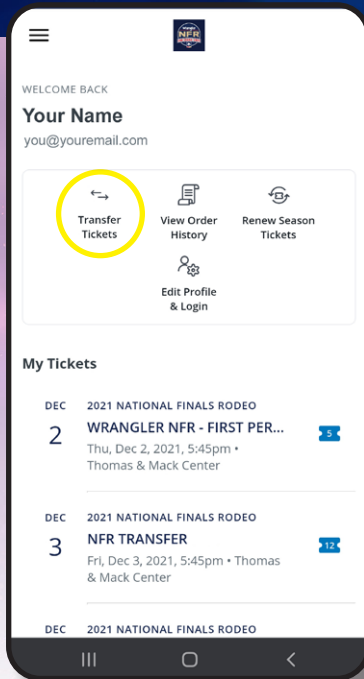 Wrangler
NFR
WELCOME BACK
Your Name
you@youremail.com
Transfer
Tickets
View Order
History
Renew Season
Tickets
Edit Profile
& Login
My Tickets
DEC
2
2021 NATIONAL FINALS RODEO
WRANGLER NFR - FIRST PER...
Thu, Dec 2, 2021, 5:45pm •
Thomas & Mack Center
5
DEC
3
2021 NATIONAL FINALS RODEO
NFR TRANSFER
Fri, Dec 3, 2021, 5:45pm • Thomas
& Mack Center
12
DEC
2021 NATIONAL FINALS RODEO